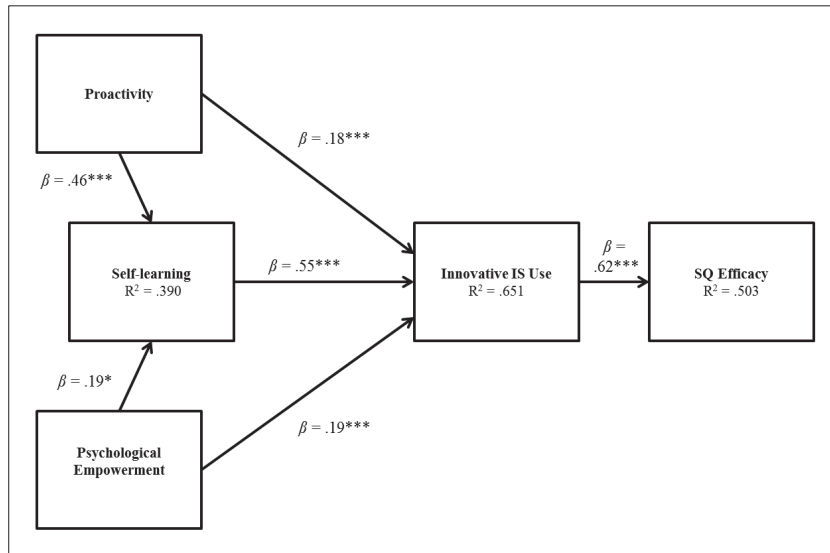 Proactivity
β = .18***
β = .46***
Self-learning
R² = .390
β = .55***
Innovative IS Use
R² = .651
β =
.62***
SQ Efficacy
R² = .503
β = .19*
β = .19***
Psychological
Empowerment